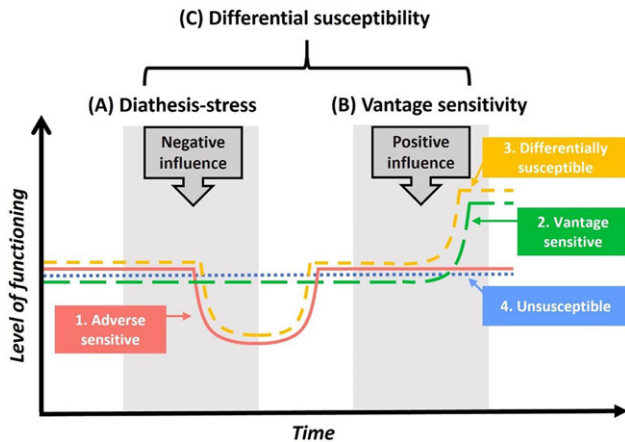 (C) Differential susceptibility
(A) Diathesis-stress
(B) Vantage sensitivity
Negative
influence
Positive
influence
3. Differentially
susceptible
2. Vantage
sensitive
4. Unsusceptible
1. Adverse
sensitive
Level of functioning
Time